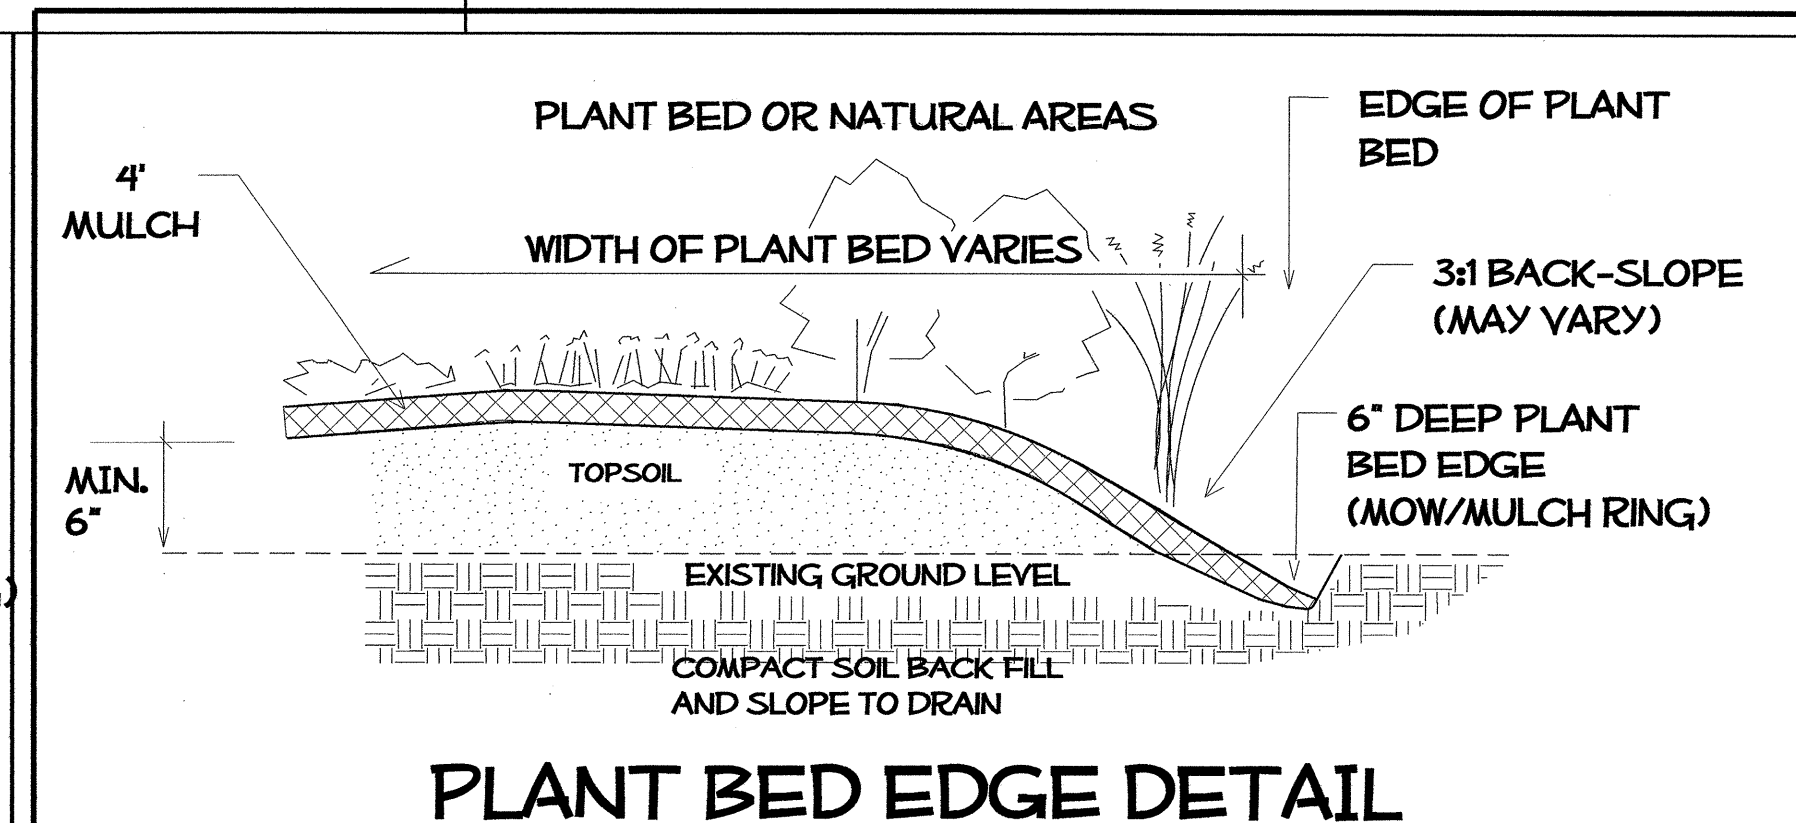 PLANT BED OR NATURAL AREAS
EDGE OF PLANT
BED
4'
MULCH
WIDTH OF PLANT BED VARIES
3:1 BACK-SLOPE
(MAY VARY)
6" DEEP PLANT
BED EDGE
(MOW/MULCH RING)
TOPSOIL
MIN.
6"
EXISTING GROUND LEVEL
COMPACT SOIL BACK FILL
AND SLOPE TO DRAIN
PLANT BED EDGE DETAIL